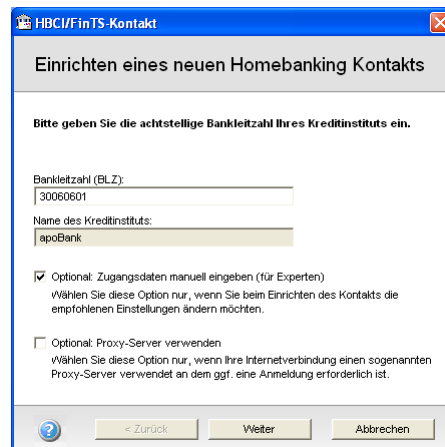 HBCI/FinTS-Kontakt
Einrichten eines neuen Homebanking Kontakts
Bitte geben Sie die achtstellige Bankleitzahl Ihres Kreditinstituts ein.
Bankleitzahl (BLZ):
30060601
Name des Kreditinstituts:
apoBank
Optional: Zugangsdaten manuell eingeben (für Experten)
Wählen Sie diese Option nur, wenn Sie beim Einrichten des Kontakts die
empfohlenen Einstellungen ändern möchten.
Optional: Proxy-Server verwenden
Wählen Sie diese Option nur, wenn Ihre Internetverbindung einen sogenannten
Proxy-Server verwendet an dem ggf. eine Anmeldung erforderlich ist.
? < Zurück Weiter Abbrechen